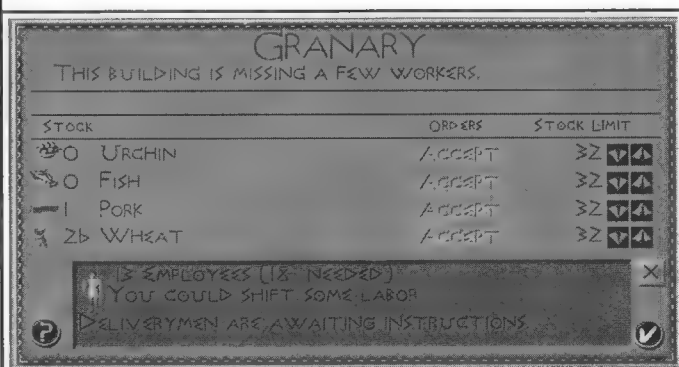 GRANARY
THIS BUILDING IS MISSING A FEW WORKERS.
STOCK ORDERS STOCK LIMIT
0 URCHIN ACCEPT 32
0 FISH ACCEPT 32
1 PORK ACCEPT 32
26 WHEAT ACCEPT 32
13 EMPLOYEES (18 NEEDED)
YOU COULD SHIFT SOME LABOR
DELIVERYMEN ARE AWAITING INSTRUCTIONS